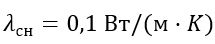 λсн = 0,1 Вт/(м · K)